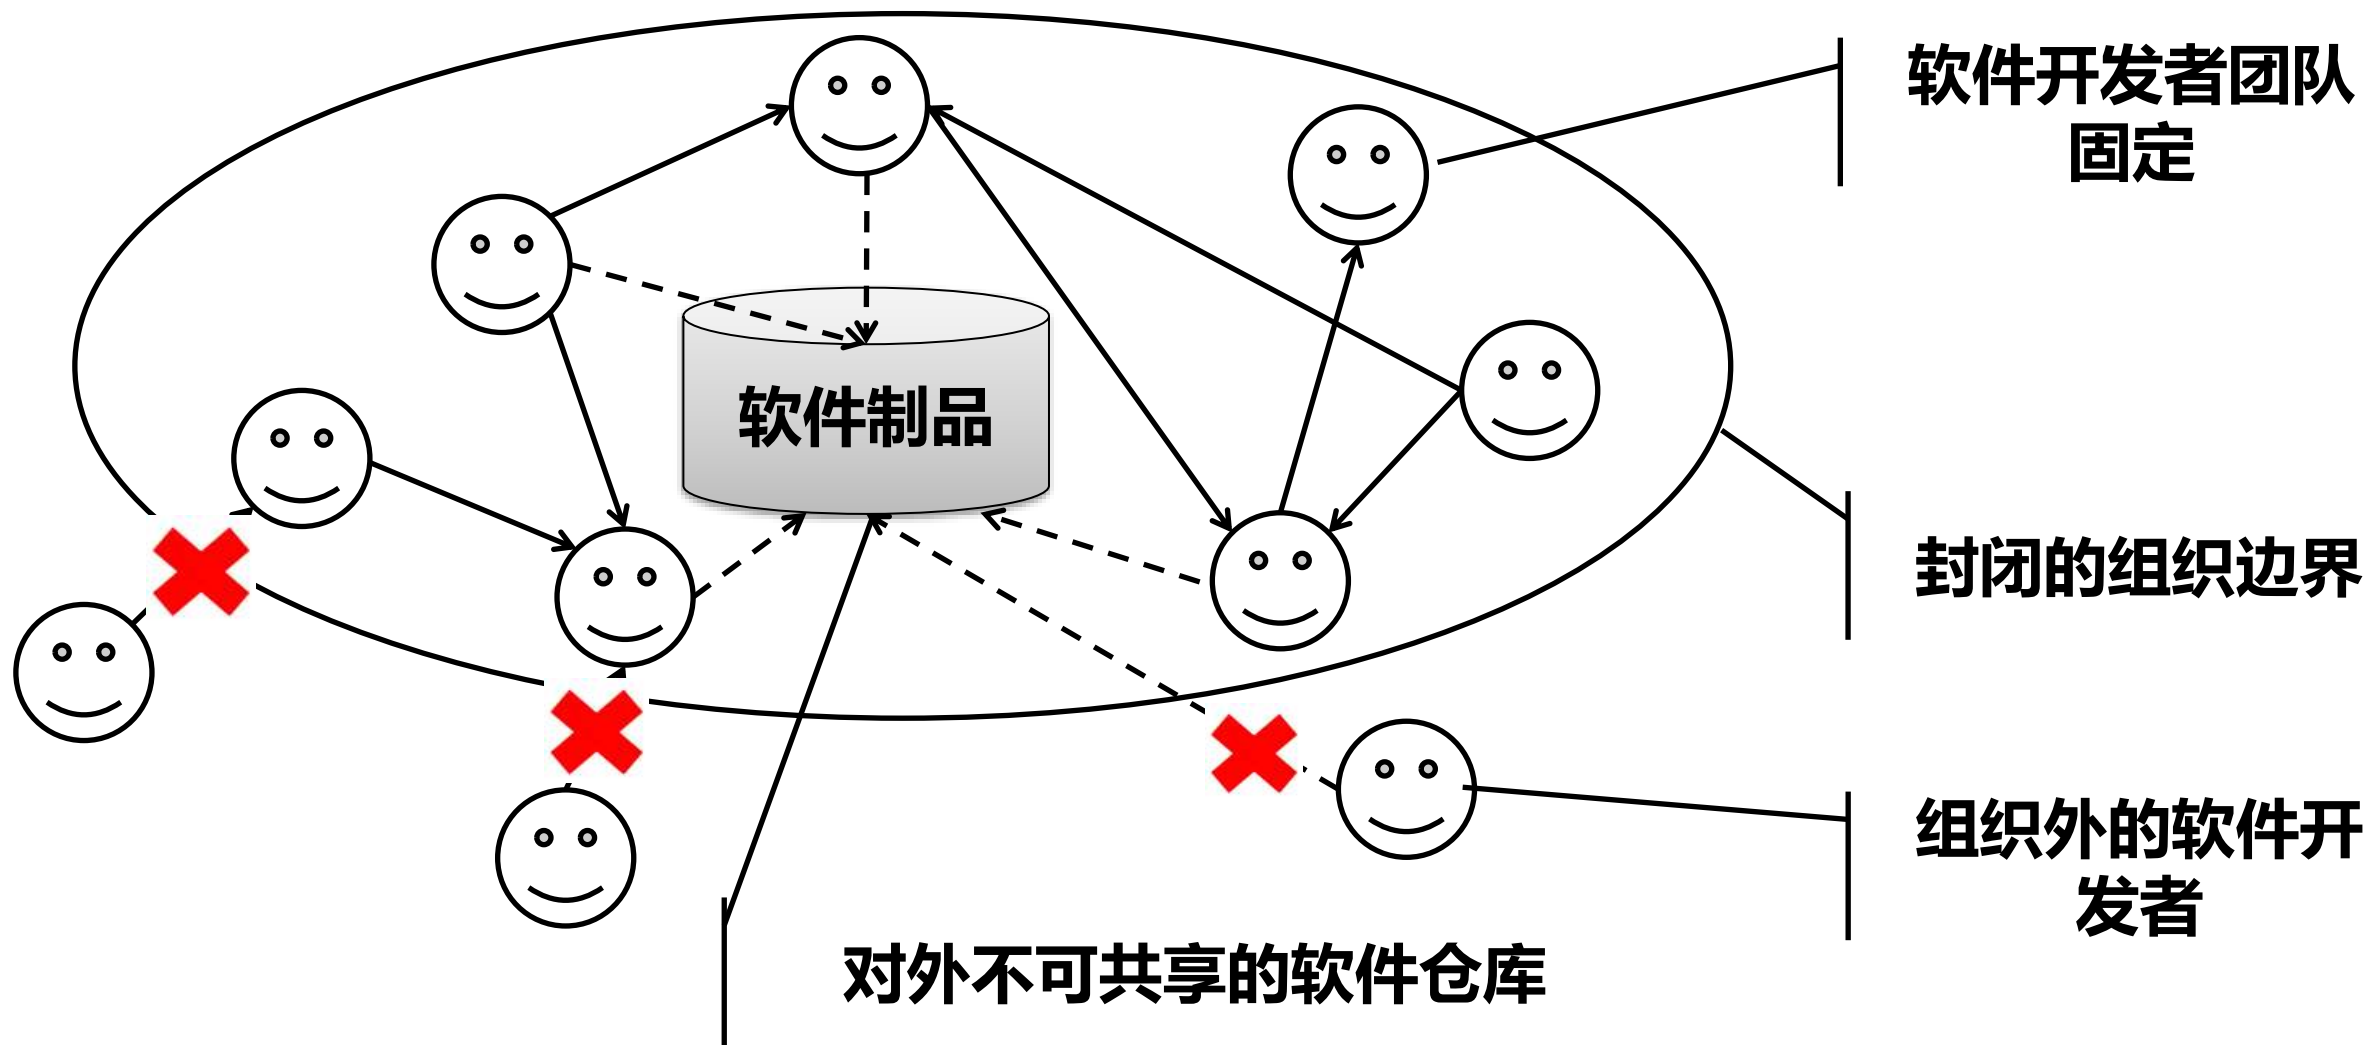 软件开发者团队
固定
软件制品
封闭的组织边界
组织外的软件开
发者
对外不可共享的软件仓库